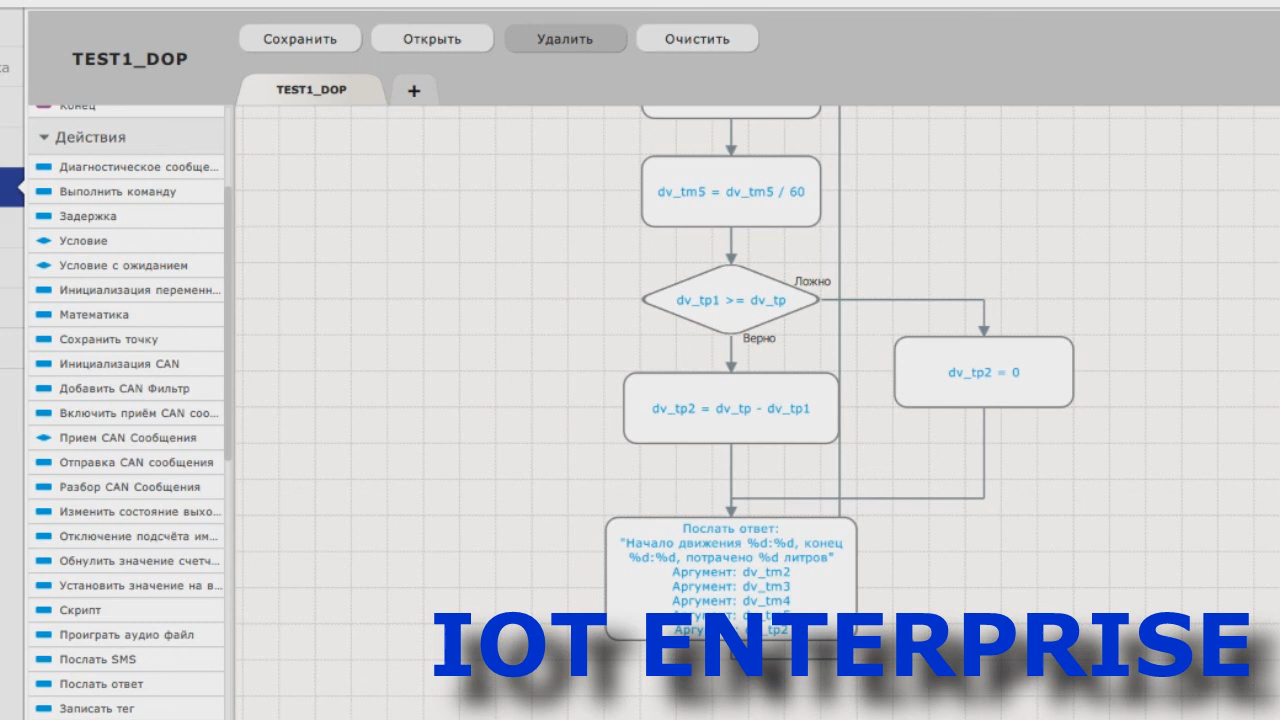 TEST1_DOP
Сохранить
Открыть
Удалить
Очистить
TEST1_DOP
+
Конец
Действия
Диагностическое сообще...
Выполнить команду
Задержка
Условие
Условие с ожиданием
Инициализация переменн...
Математика
Сохранить точку
Инициализация CAN
Добавить CAN Фильтр
Включить приём CAN соо...
Прием CAN Сообщения
Отправка CAN сообщения
Разбор CAN Сообщения
Изменить состояние выхо...
Отключение подсчёта им...
Обнулить значение счетч...
Установить значение на в...
Скрипт
Проиграть аудио файл
Послать SMS
Послать ответ
Записать тег
dv_tm5 = dv_tm5 / 60
Ложно
dv_tp1 >= dv_tp
Верно
dv_tp2 = 0
dv_tp2 = dv_tp - dv_tp1
Послать ответ:
"Начало движения %d:%d, конец
%d:%d, потрачено %d литров"
Аргумент: dv_tm2
Аргумент: dv_tm3
Аргумент: dv_tm4
IOT ENTERPRISE